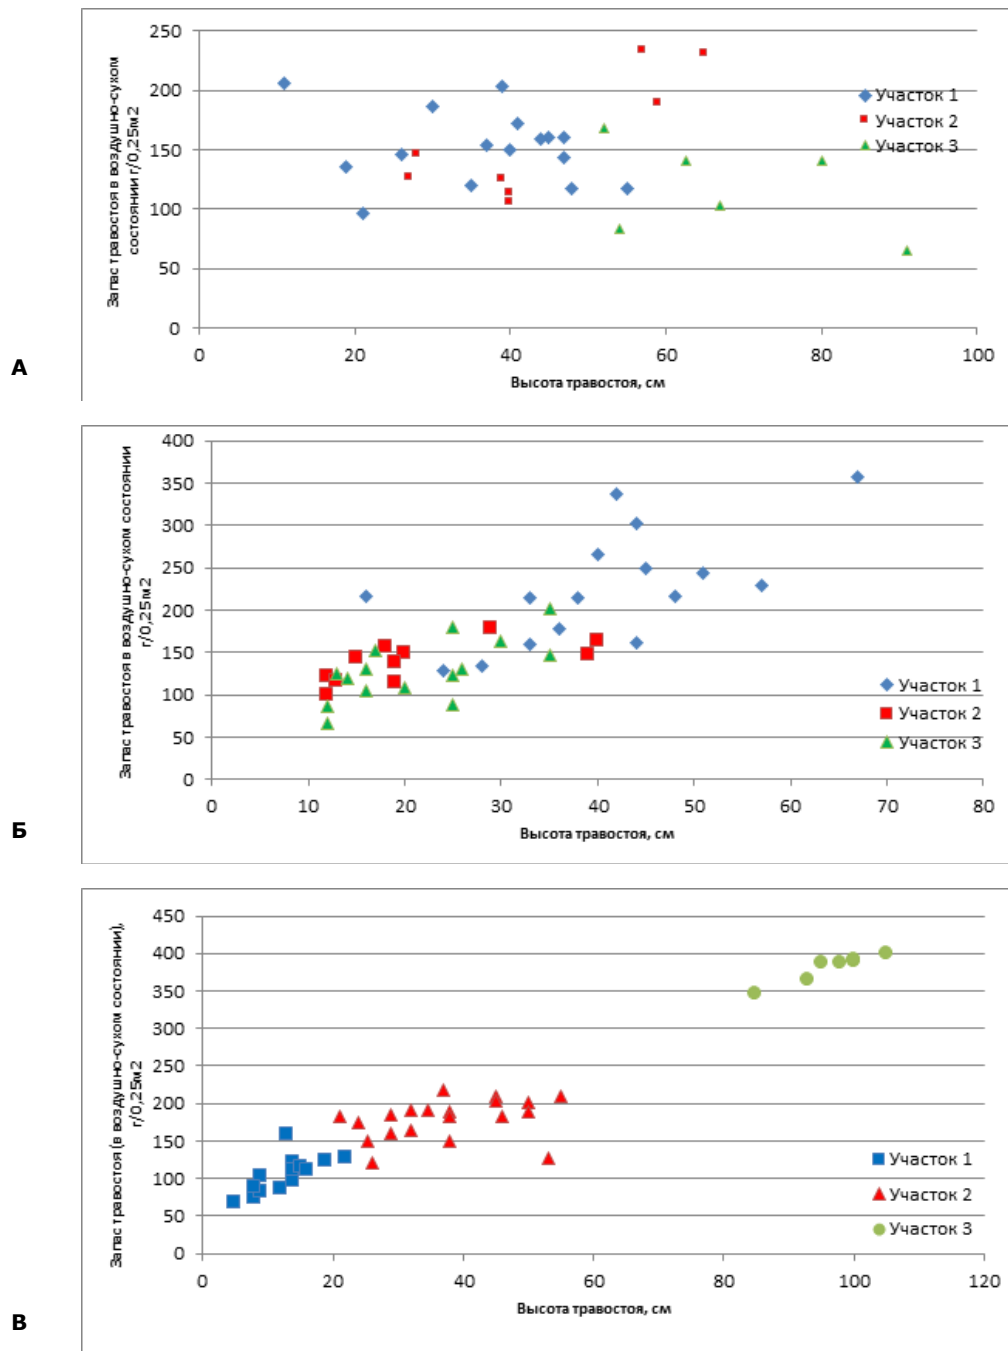 Запас травостоя в воздушно-сухом
состоянии г/0,25м2
250
200
150
100
50
0
0 20 40 60 80 100
Высота травостоя, см
Участок 1
Участок 2
Участок 3
А
Запас травостоя в воздушно-сухом состоянии
г/0,25м2
400
350
300
250
200
150
100
50
0
0 10 20 30 40 50 60 70 80
Высота травостоя, см
Участок 1
Участок 2
Участок 3
Б
Запас травостоя (в воздушно-сухом состоянии),
г/0,25м2
450
400
350
300
250
200
150
100
50
0
0 20 40 60 80 100 120
Высота травостоя, см
Участок 1
Участок 2
Участок 3
В